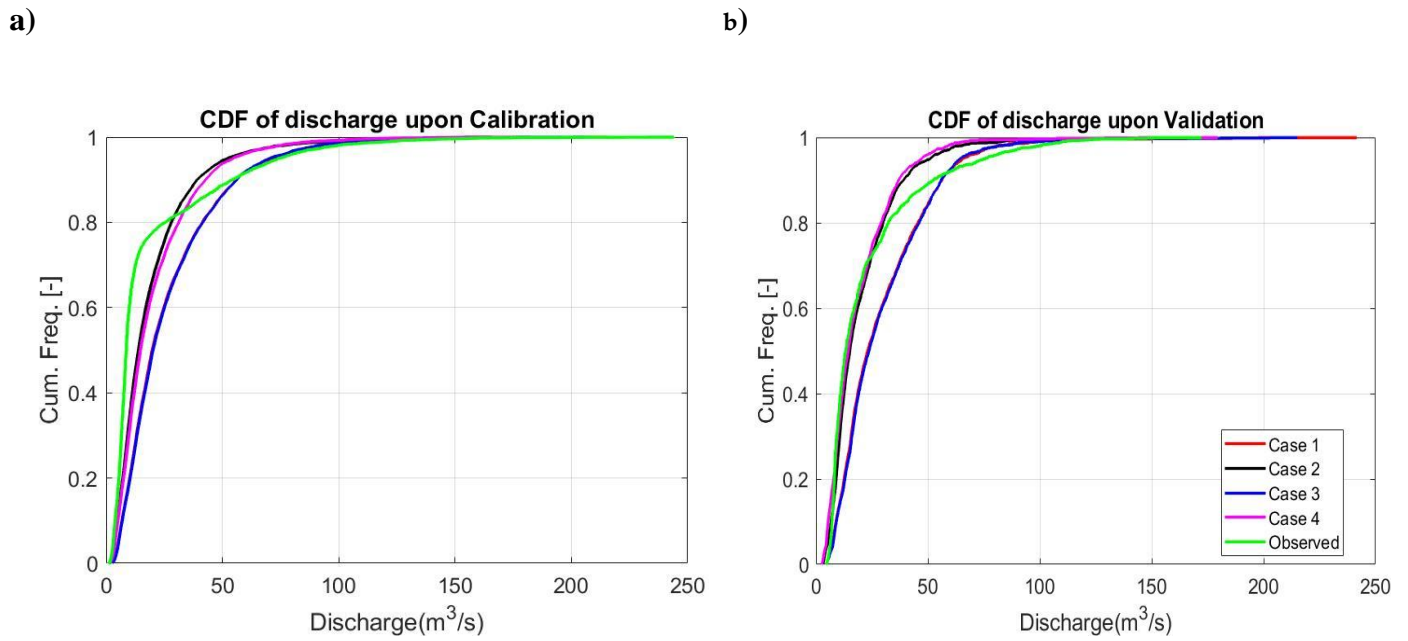 a)
b)
CDF of discharge upon Calibration
1
0.8
0.6
0.4
0.2
0
Cum. Freq. [-]
0 50 100 150 200 250
Discharge(m³/s)
CDF of discharge upon Validation
1
0.8
0.6
0.4
0.2
0
Cum. Freq. [-]
Case 1
Case 2
Case 3
Case 4
Observed
0 50 100 150 200 250
Discharge(m³/s)